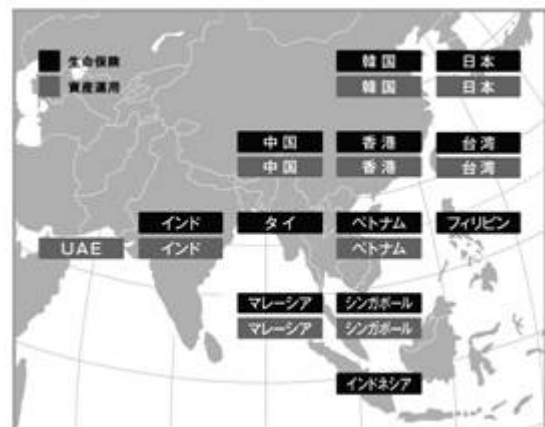 生命保険
資産運用
韓国 日本
韓国 日本
中国 香港 台湾
中国 香港 台湾
インド タイ ベトナム フィリピン
UAE インド ベトナム
マレーシア シンガポール
マレーシア シンガポール
インドネシア